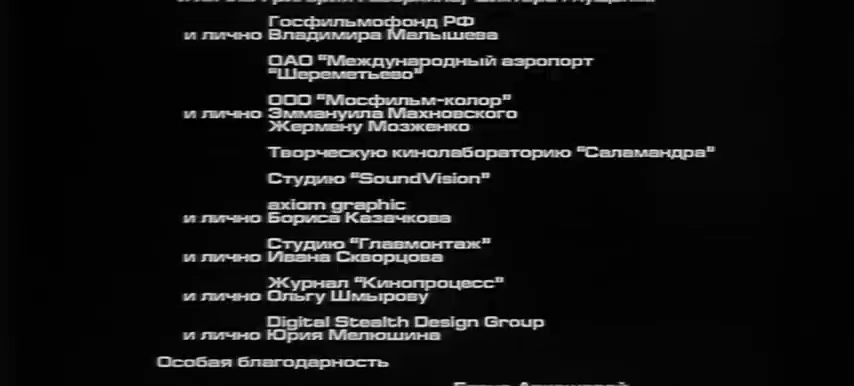 Госфильмофонд РФ
и лично Владимира Малышева
ОАО "Международный аэропорт
"Шереметьево"
ООО "Мосфильм-колор"
и лично Эммануила Махновского
Жермену Мозженко
Творческую кинолабораторию "Саламандра"
Студию "SoundVision"
axiom graphic
и лично Бориса Казачкова
Студию "Главмонтаж"
и лично Ивана Скворцова
Журнал "Кинопроцесс"
и лично Ольгу Шмырову
Digital Stealth Design Group
и лично Юрия Мелюшина
Особая благодарность